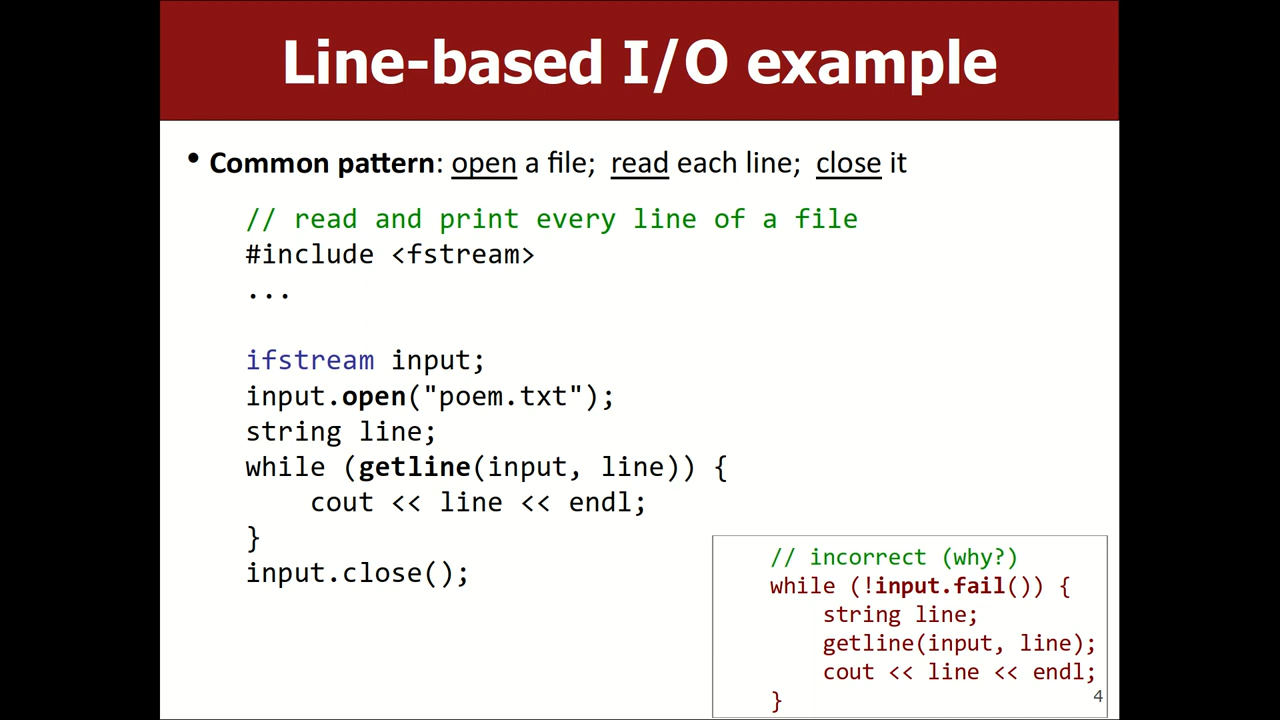 Line-based I/O example
• Common pattern: open a file; read each line; close it
// read and print every line of a file
#include <fstream>
...
ifstream input;
input.open("poem.txt");
string line;
while (getline(input, line)) {
    cout << line << endl;
}
input.close();
// incorrect (why?)
while (!input.fail()) {
    string line;
    getline(input, line);
    cout << line << endl;
}
4